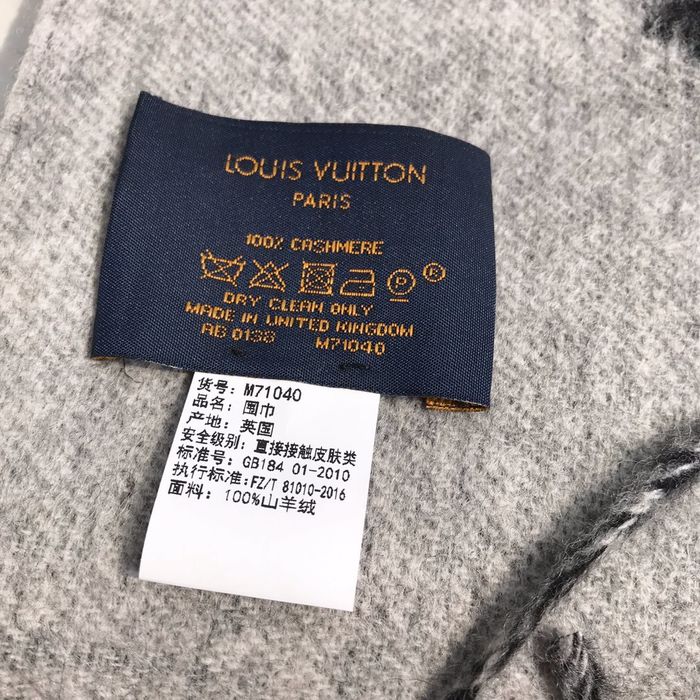 LOUIS VUITTON
PARIS
100% CASHMERE
P
®
DRY CLEAN ONLY
MADE IN UNITED KINGDOM
AB 0138 M71040
货号: M71040
品名: 围巾
产地: 英国
安全级别: 直接接触皮肤类
标准号: GB184 01-2010
执行标准: FZ/T 81010-2016
面料: 100%山羊绒